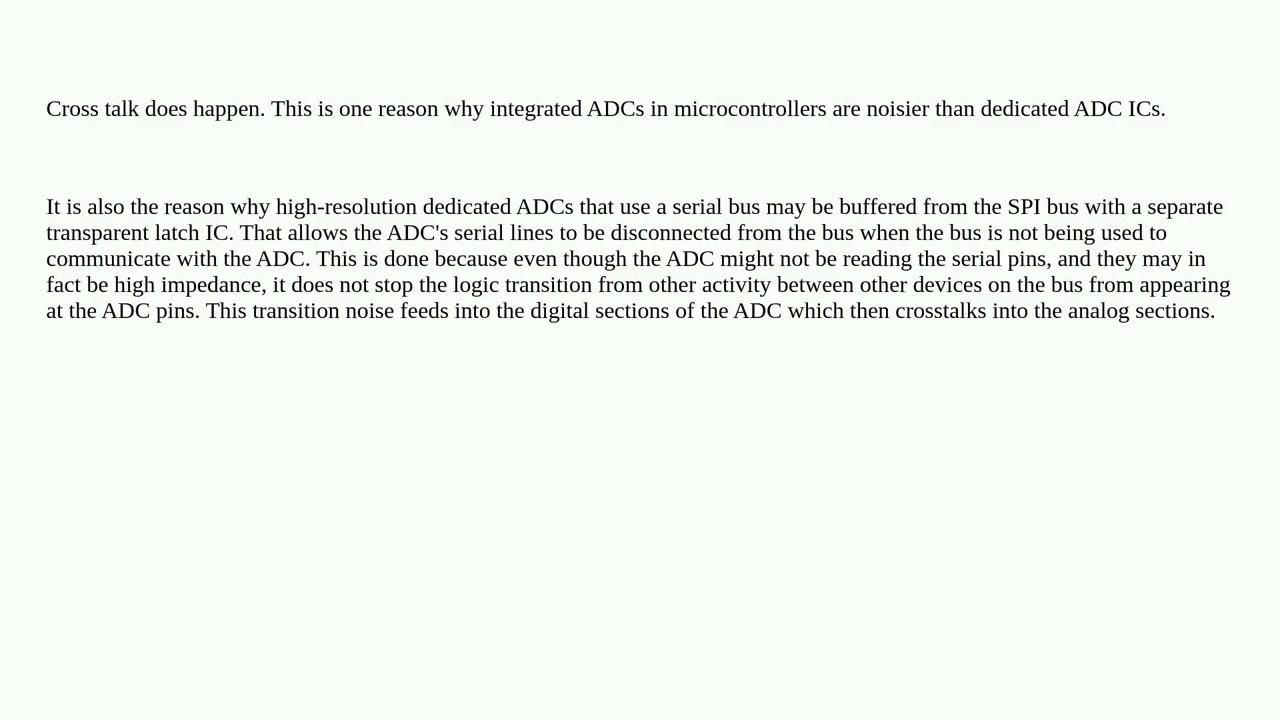 Cross talk does happen. This is one reason why integrated ADCs in microcontrollers are noisier than dedicated ADC ICs.
It is also the reason why high-resolution dedicated ADCs that use a serial bus may be buffered from the SPI bus with a separate
transparent latch IC. That allows the ADC's serial lines to be disconnected from the bus when the bus is not being used to
communicate with the ADC. This is done because even though the ADC might not be reading the serial pins, and they may in
fact be high impedance, it does not stop the logic transition from other activity between other devices on the bus from appearing
at the ADC pins. This transition noise feeds into the digital sections of the ADC which then crosstalks into the analog sections.